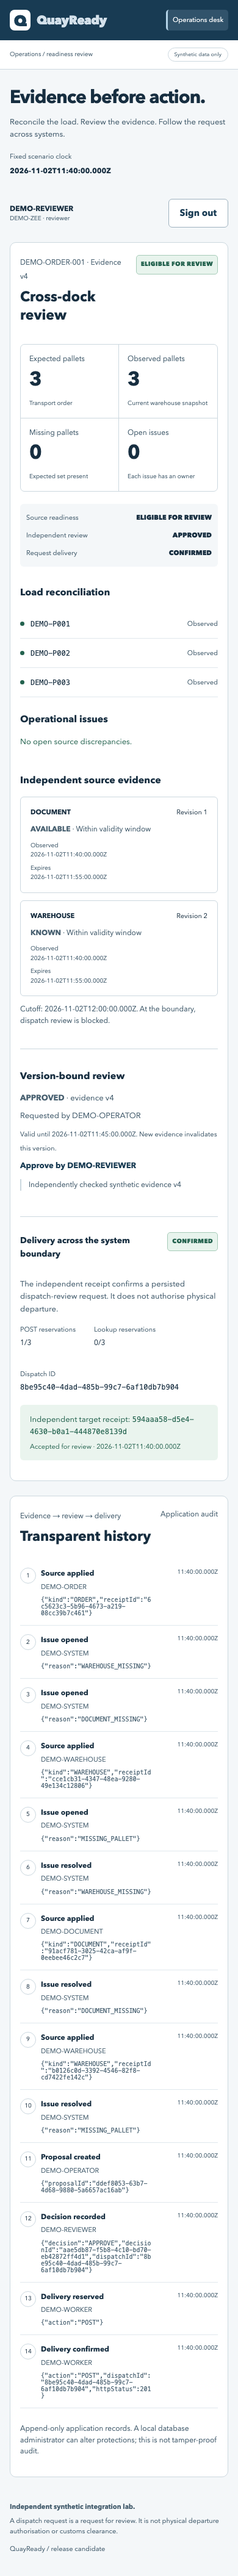 QuayReady
Operations desk
Operations / readiness review
Synthetic data only
Evidence before action.
Reconcile the load. Review the evidence. Follow the request
across systems.
Fixed scenario clock
2026-11-02T11:40:00.000Z
DEMO-REVIEWER
DEMO-ZEE · reviewer
Sign out
DEMO-ORDER-001 · Evidence
v4
ELIGIBLE FOR REVIEW
Cross-dock
review
Expected pallets
3
Transport order
Observed pallets
3
Current warehouse snapshot
Missing pallets
0
Expected set present
Open issues
0
Each issue has an owner
Source readiness
ELIGIBLE FOR REVIEW
Independent review
APPROVED
Request delivery
CONFIRMED
Load reconciliation
DEMO-P001
Observed
DEMO-P002
Observed
DEMO-P003
Observed
Operational issues
No open source discrepancies.
Independent source evidence
DOCUMENT
Revision 1
AVAILABLE · Within validity window
Observed
2026-11-02T11:40:00.000Z
Expires
2026-11-02T11:55:00.000Z
WAREHOUSE
Revision 2
KNOWN · Within validity window
Observed
2026-11-02T11:40:00.000Z
Expires
2026-11-02T11:55:00.000Z
Cutoff: 2026-11-02T12:00:00.000Z. At the boundary,
dispatch review is blocked.
Version-bound review
APPROVED · evidence v4
Requested by DEMO-OPERATOR
Valid until 2026-11-02T11:45:00.000Z. New evidence invalidates
this version.
Approve by DEMO-REVIEWER
Independently checked synthetic evidence v4
Delivery across the system
boundary
CONFIRMED
The independent receipt confirms a persisted
dispatch-review request. It does not authorise physical
departure.
POST reservations
1/3
Lookup reservations
0/3
Dispatch ID
8be95c40-4dad-485b-99c7-6af10db7b904
Independent target receipt: 594aaa58-d5e4-
4630-b0a1-444870e8139d
Accepted for review · 2026-11-02T11:40:00.000Z
Evidence → review → delivery
Application audit
Transparent history
1
Source applied
11:40:00.000Z
DEMO-ORDER
{"kind":"ORDER","receiptId":"6
c5623c3-5b96-4673-a219-
08cc39b7c461"}
2
Issue opened
11:40:00.000Z
DEMO-SYSTEM
{"reason":"WAREHOUSE_MISSING"}
3
Issue opened
11:40:00.000Z
DEMO-SYSTEM
{"reason":"DOCUMENT_MISSING"}
4
Source applied
11:40:00.000Z
DEMO-WAREHOUSE
{"kind":"WAREHOUSE","receiptId
":"cce1cb31-4347-48ea-9280-
49e134c12806"}
5
Issue opened
11:40:00.000Z
DEMO-SYSTEM
{"reason":"MISSING_PALLET"}
6
Issue resolved
11:40:00.000Z
DEMO-SYSTEM
{"reason":"WAREHOUSE_MISSING"}
7
Source applied
11:40:00.000Z
DEMO-DOCUMENT
{"kind":"DOCUMENT","receiptId"
:"91acf781-3025-42ca-af9f-
0eebee46c2c7"}
8
Issue resolved
11:40:00.000Z
DEMO-SYSTEM
{"reason":"DOCUMENT_MISSING"}
9
Source applied
11:40:00.000Z
DEMO-WAREHOUSE
{"kind":"WAREHOUSE","receiptId
":"b0126c0d-3392-4546-82f8-
cd7422fe142c"}
10
Issue resolved
11:40:00.000Z
DEMO-SYSTEM
{"reason":"MISSING_PALLET"}
11
Proposal created
11:40:00.000Z
DEMO-OPERATOR
{"proposalId":"ddef8053-63b7-
4d68-9880-5a6657ac16ab"}
12
Decision recorded
11:40:00.000Z
DEMO-REVIEWER
{"decision":"APPROVE","decisio
nId":"aae5db87-f5b8-4c10-bd70-
eb42872ff4d1","dispatchId":"8b
e95c40-4dad-485b-99c7-
6af10db7b904"}
13
Delivery reserved
11:40:00.000Z
DEMO-WORKER
{"action":"POST"}
14
Delivery confirmed
11:40:00.000Z
DEMO-WORKER
{"action":"POST","dispatchId":
"8be95c40-4dad-485b-99c7-
6af10db7b904","httpStatus":201
}
Append-only application records. A local database
administrator can alter protections; this is not tamper-proof
audit.
Independent synthetic integration lab.
A dispatch request is a request for review. It is not physical departure
authorisation or customs clearance.
QuayReady / release candidate